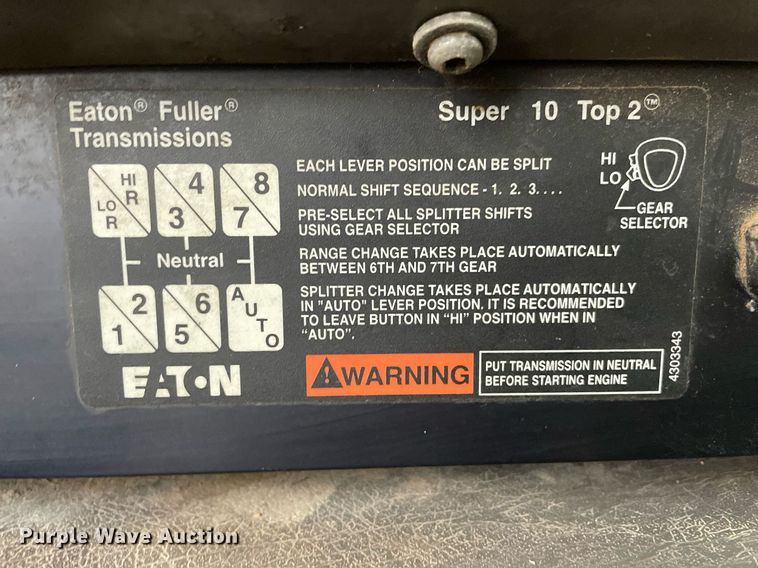 Eaton® Fuller® Super 10 Top 2™
Transmissions
HI
LO R
R
4
3
8
7
Neutral
2
1
6
5
AUTO
EATON
EACH LEVER POSITION CAN BE SPLIT
NORMAL SHIFT SEQUENCE - 1. 2. 3. . . .
PRE-SELECT ALL SPLITTER SHIFTS
USING GEAR SELECTOR
RANGE CHANGE TAKES PLACE AUTOMATICALLY
BETWEEN 6TH AND 7TH GEAR
SPLITTER CHANGE TAKES PLACE AUTOMATICALLY
IN "AUTO" LEVER POSITION. IT IS RECOMMENDED
TO LEAVE BUTTON IN “HI” POSITION WHEN IN
“AUTO”.
HI
LO
GEAR
SELECTOR
WARNING
PUT TRANSMISSION IN NEUTRAL
BEFORE STARTING ENGINE
4303343
Purple Wave Auction